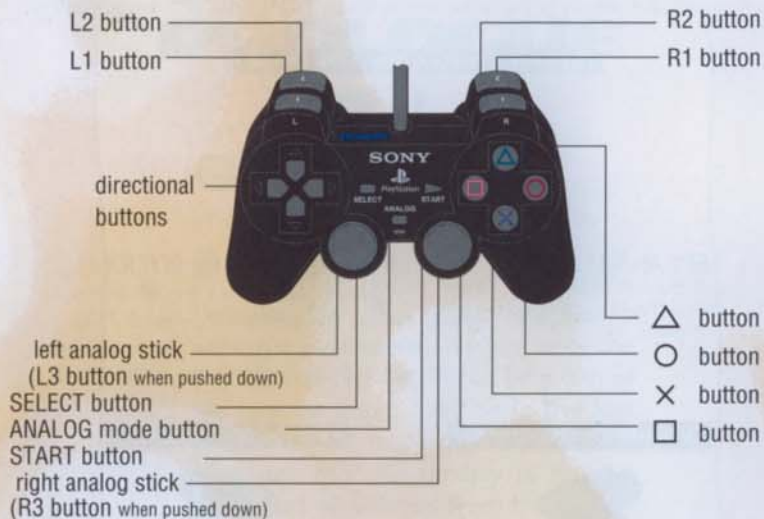 L2 button
L1 button
R2 button
R1 button
L
R
SONY
PlayStation
SELECT
START
ANALOG
directional
buttons
left analog stick
(L3 button when pushed down)
SELECT button
ANALOG mode button
START button
right analog stick
(R3 button when pushed down)
△ button
○ button
✕ button
□ button